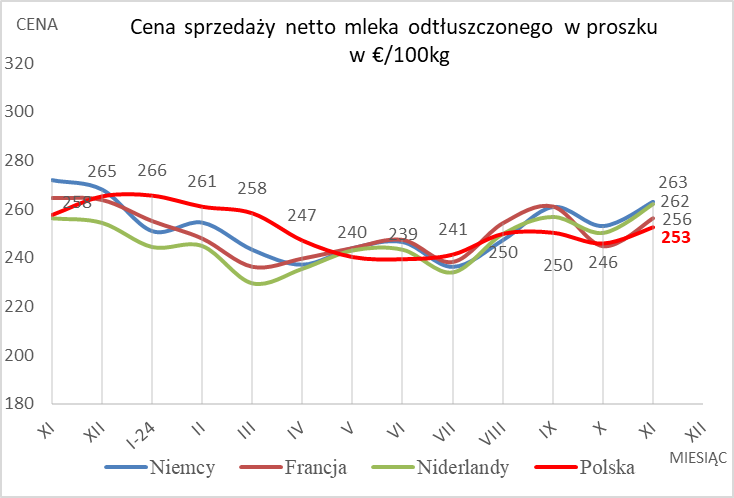 CENA
Cena sprzedaży netto mleka odtłuszczonego w proszku
w €/100kg
320
300
280
260
240
220
200
180
258
265
266
261
258
247
240
239
241
250
250
246
263
262
256
253
XI
XII
I-24
II
III
IV
V
VI
VII
VIII
IX
X
XI
XII
MIESIĄC
Niemcy
Francja
Niderlandy
Polska